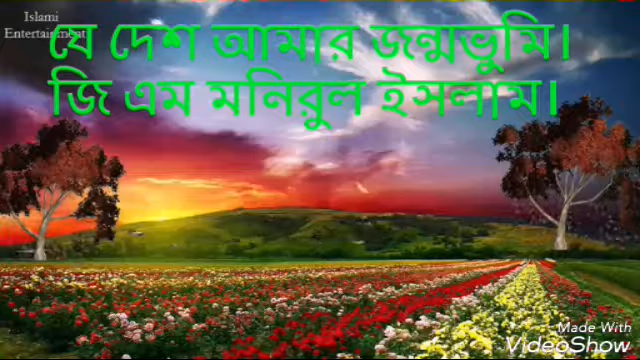 Islami
Entertainment
যে দেশ আমার জন্মভুমি।
জি এম মনিরুল ইসলাম।
Made With
VideoShow